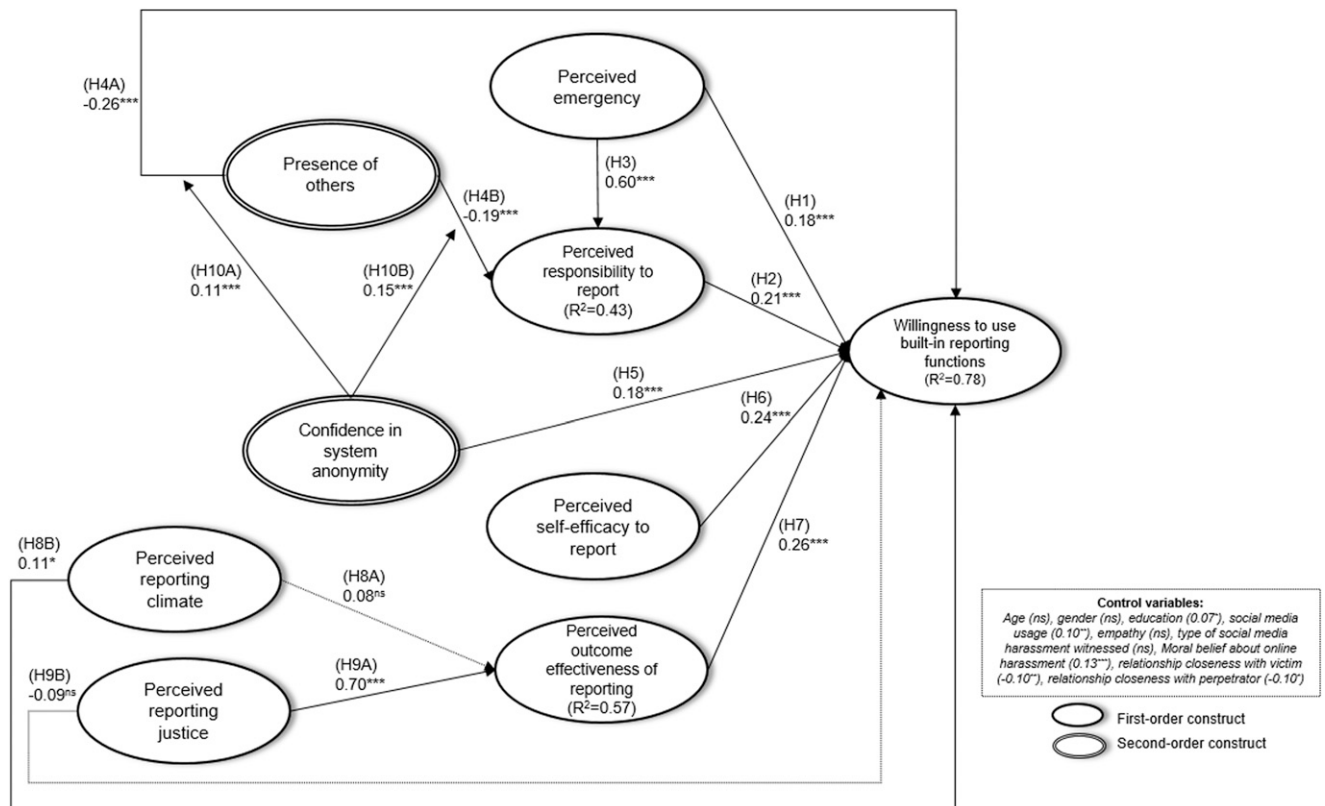 (H4A)
-0.26***
Perceived
emergency
Presence of
others
(H3)
0.60***
(H4B)
-0.19***
(H1)
0.18***
(H10A)
0.11***
(H10B)
0.15***
Perceived
responsibility to
report
(R²=0.43)
(H2)
0.21***
Willingness to use
built-in reporting
functions
(R²=0.78)
(H5)
0.18***
(H6)
0.24***
Confidence in
system
anonymity
Perceived
self-efficacy to
report
(H7)
0.26***
(H8B)
0.11*
Perceived
reporting
climate
(H8A)
0.08ns
(H9B)
-0.09ns
Perceived
reporting
justice
(H9A)
0.70***
Perceived
outcome
effectiveness of
reporting
(R²=0.57)
Control variables:
Age (ns), gender (ns), education (0.07*), social media
usage (0.10**), empathy (ns), type of social media
harassment witnessed (ns), Moral belief about online
harassment (0.13***), relationship closeness with victim
(-0.10**), relationship closeness with perpetrator (-0.10*)
First-order construct
Second-order construct